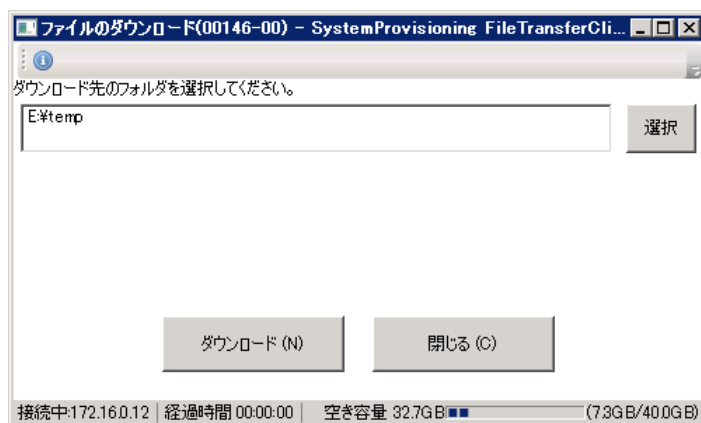 ファイルのダウンロード(00146-00) - SystemProvisioning FileTransferCli...
ダウンロード先のフォルダを選択してください。
E:¥temp
選択
ダウンロード (N)
閉じる (C)
接続中:172.16.0.12 経過時間 00:00:00 空き容量 32.7GB (7.3GB/40.0GB)